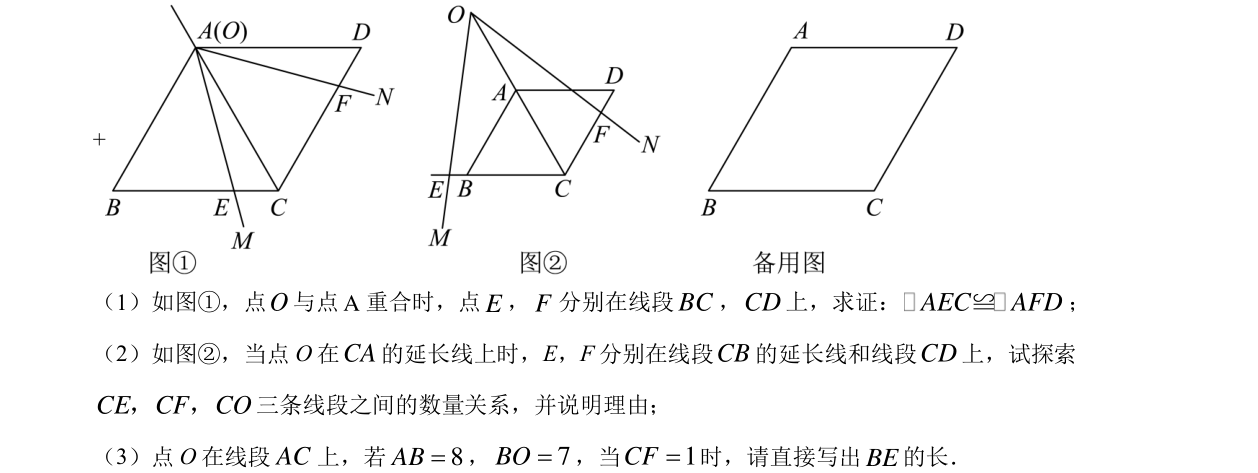 A(O) D O D A D
A
F N F N
+
B E C E B C B C
M M
图① 图② 备用图
(1)如图①,点O与点A重合时,点E,F分别在线段BC,CD上,求证:□AEC≌□AFD;
(2)如图②,当点O在CA的延长线上时,E,F分别在线段CB的延长线和线段CD上,试探索
CE,CF,CO三条线段之间的数量关系,并说明理由;
(3)点O在线段AC上,若AB=8,BO=7,当CF=1时,请直接写出BE的长.